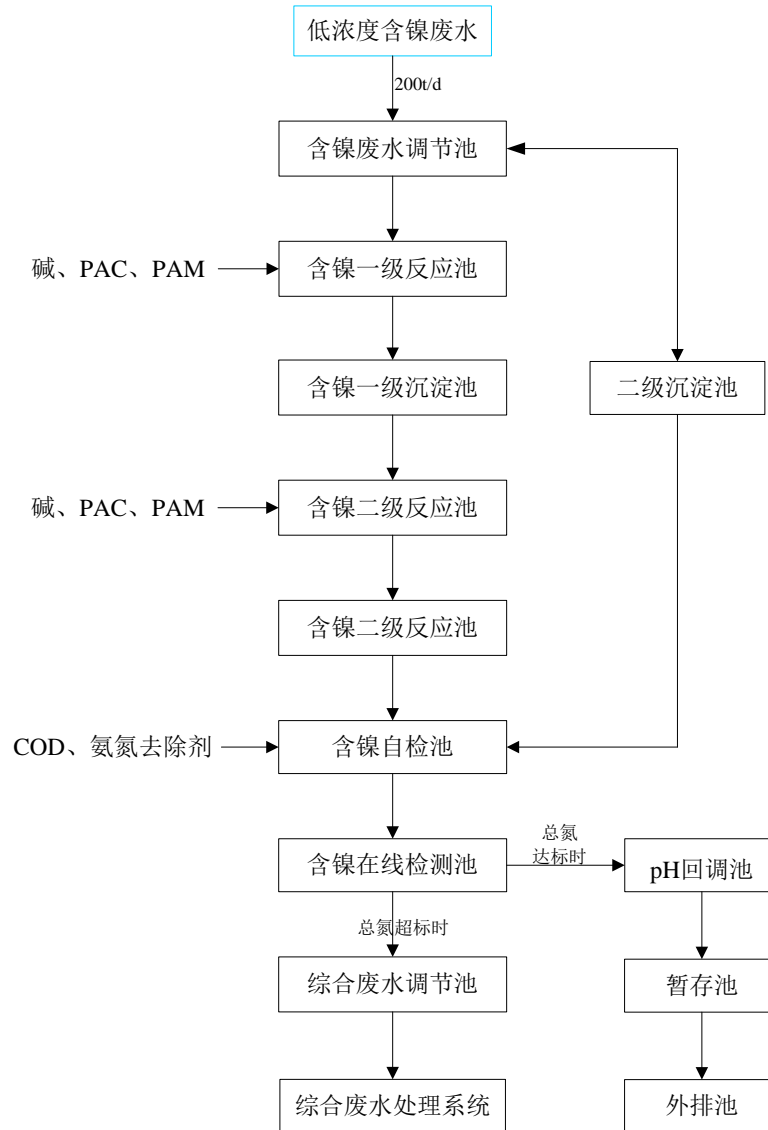 低浓度含镍废水
200t/d
含镍废水调节池
碱、PAC、PAM
含镍一级反应池
含镍一级沉淀池
二级沉淀池
碱、PAC、PAM
含镍二级反应池
含镍二级反应池
COD、氨氮去除剂
含镍自检池
含镍在线检测池
总氮
达标时
pH回调池
总氮超标时
综合废水调节池
暂存池
综合废水处理系统
外排池